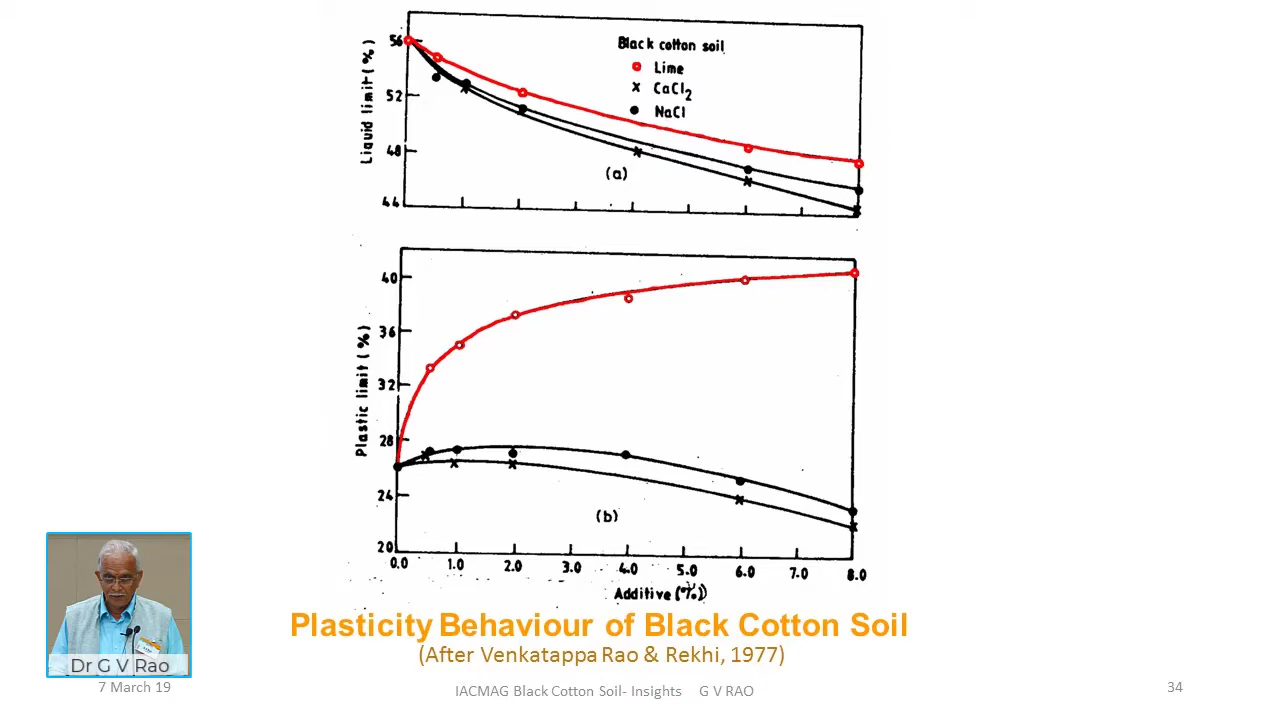 56
52
48
44
Liquid limit (%)
Black cotton soil
Lime
CaCl2
NaCl
(a)
40
36
32
28
24
20
Plastic limit (%)
(b)
0.0 1.0 2.0 3.0 4.0 5.0 6.0 7.0 8.0
Additive (%)
Plasticity Behaviour of Black Cotton Soil
(After Venkatappa Rao & Rekhi, 1977)
Dr G V Rao
7 March 19
IACMAG Black Cotton Soil- Insights G V RAO
34